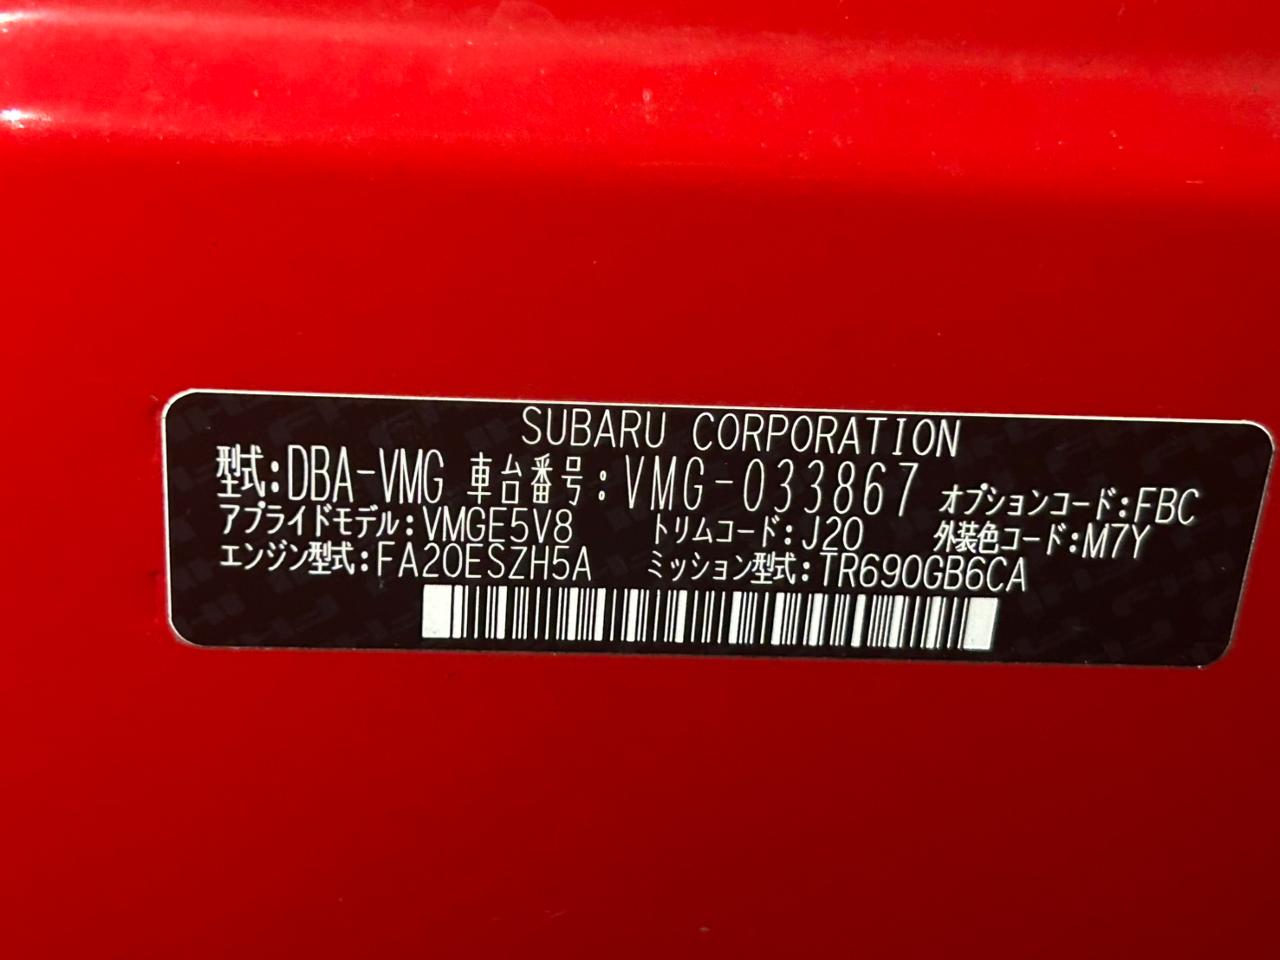 SUBARU CORPORATION
型式:DBA-VMG 車台番号:VMG-033867 オプションコード:FBC
アプライドモデル:VMGE5V8 トリムコード:J20 外装色コード:M7Y
エンジン型式:FA20ESZH5A ミッション型式:TR690GB6CA